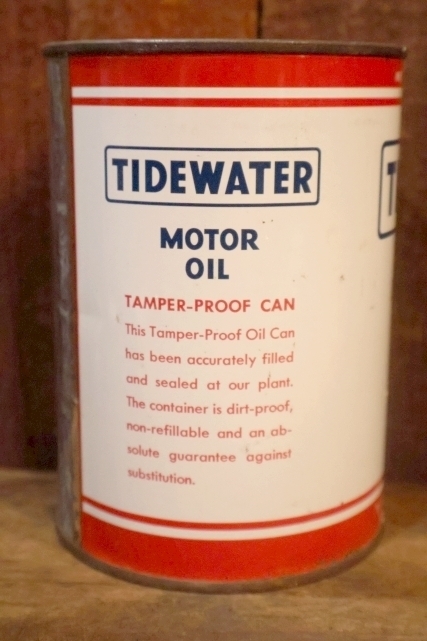 TIDEWATER
MOTOR
OIL
TAMPER-PROOF CAN
This Tamper-Proof Oil Can
has been accurately filled
and sealed at our plant.
The container is dirt-proof,
non-refillable and an ab-
solute guarantee against
substitution.
T